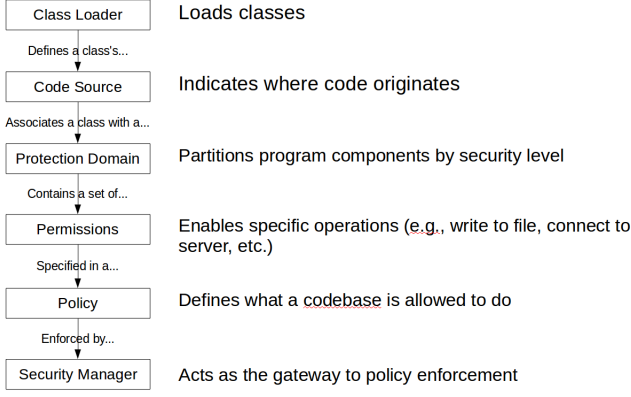 Class Loader
Loads classes
Defines a class's...
Code Source
Indicates where code originates
Associates a class with a...
Protection Domain
Partitions program components by security level
Contains a set of...
Permissions
Enables specific operations (e.g., write to file, connect to
server, etc.)
Specified in a...
Policy
Defines what a codebase is allowed to do
Enforced by...
Security Manager
Acts as the gateway to policy enforcement